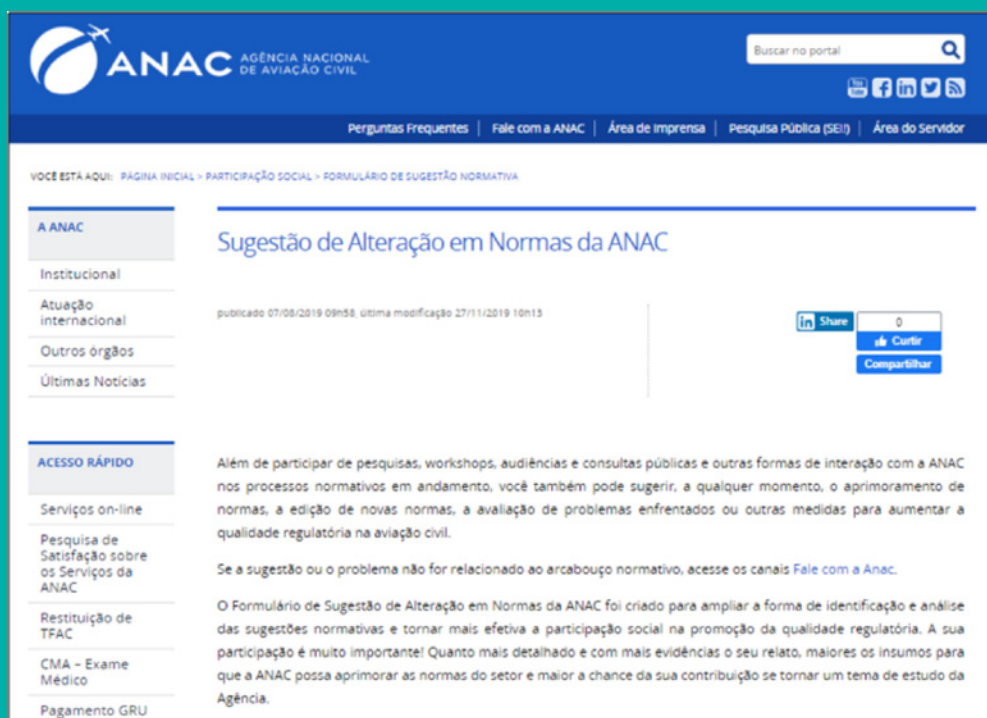 ANAC AGÊNCIA NACIONAL
DE AVIAÇÃO CIVIL
Buscar no portal
You Tube f in
Perguntas Frequentes | Fale com a ANAC | Área de Imprensa | Pesquisa Pública (SEI!) | Área do Servidor
VOCÊ ESTÁ AQUI: PÁGINA INICIAL > PARTICIPAÇÃO SOCIAL > FORMULÁRIO DE SUGESTÃO NORMATIVA
A ANAC
Institucional
Atuação
internacional
Outros órgãos
Últimas Notícias
ACESSO RÁPIDO
Serviços on-line
Pesquisa de
Satisfação sobre
os Serviços da
ANAC
Restituição de
TFAC
CMA – Exame
Médico
Pagamento GRU
Sugestão de Alteração em Normas da ANAC
publicado 07/08/2019 09h58, última modificação 27/11/2019 10h13
in Share
0
Curtir
Compartilhar
Além de participar de pesquisas, workshops, audiências e consultas públicas e outras formas de interação com a ANAC
nos processos normativos em andamento, você também pode sugerir, a qualquer momento, o aprimoramento de
normas, a edição de novas normas, a avaliação de problemas enfrentados ou outras medidas para aumentar a
qualidade regulatória na aviação civil.
Se a sugestão ou o problema não for relacionado ao arcabouço normativo, acesse os canais Fale com a Anac.
O Formulário de Sugestão de Alteração em Normas da ANAC foi criado para ampliar a forma de identificação e análise
das sugestões normativas e tornar mais efetiva a participação social na promoção da qualidade regulatória. A sua
participação é muito importante! Quanto mais detalhado e com mais evidências o seu relato, maiores os insumos para
que a ANAC possa aprimorar as normas do setor e maior a chance da sua contribuição se tornar um tema de estudo da
Agência.